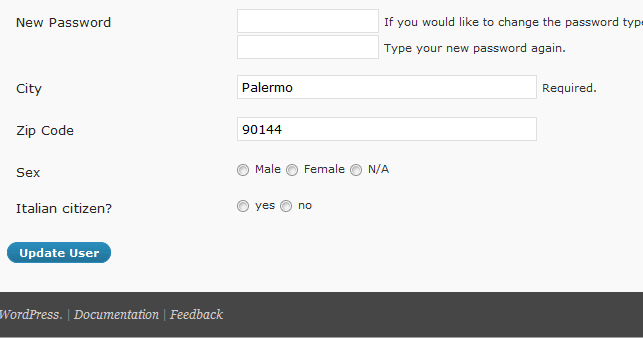 New Password If you would like to change the password type
Type your new password again.
City Palermo Required.
Zip Code 90144
Sex Male Female N/A
Italian citizen? yes no
Update User
WordPress. | Documentation | Feedback